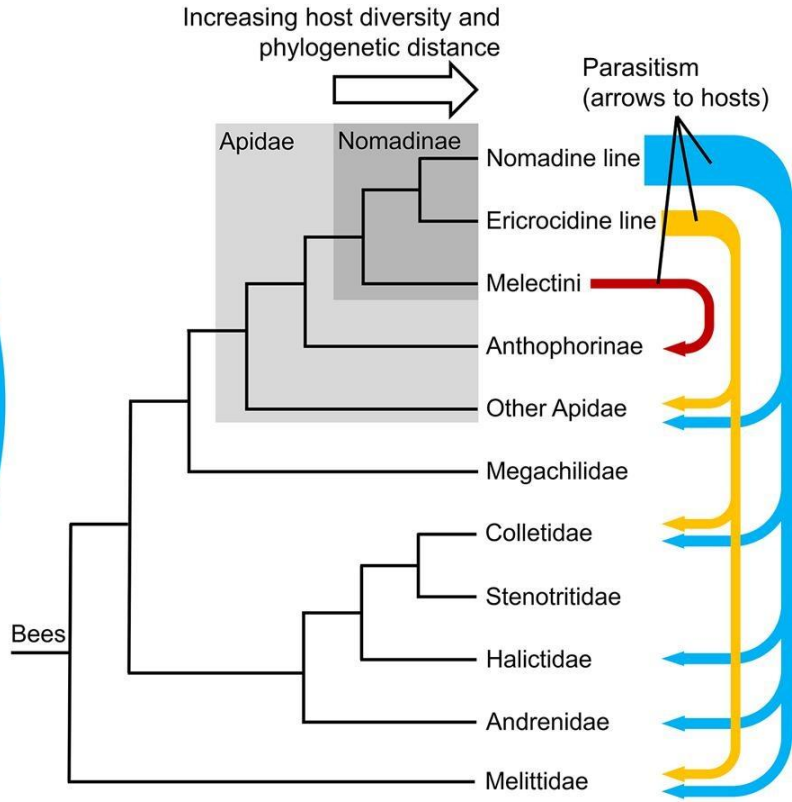 Increasing host diversity and
phylogenetic distance
Parasitism
(arrows to hosts)
Apidae
Nomadinae
Nomadine line
Ericrocidine line
Melectini
Anthophorinae
Other Apidae
Megachilidae
Colletidae
Stenotritidae
Bees
Halictidae
Andrenidae
Melittidae